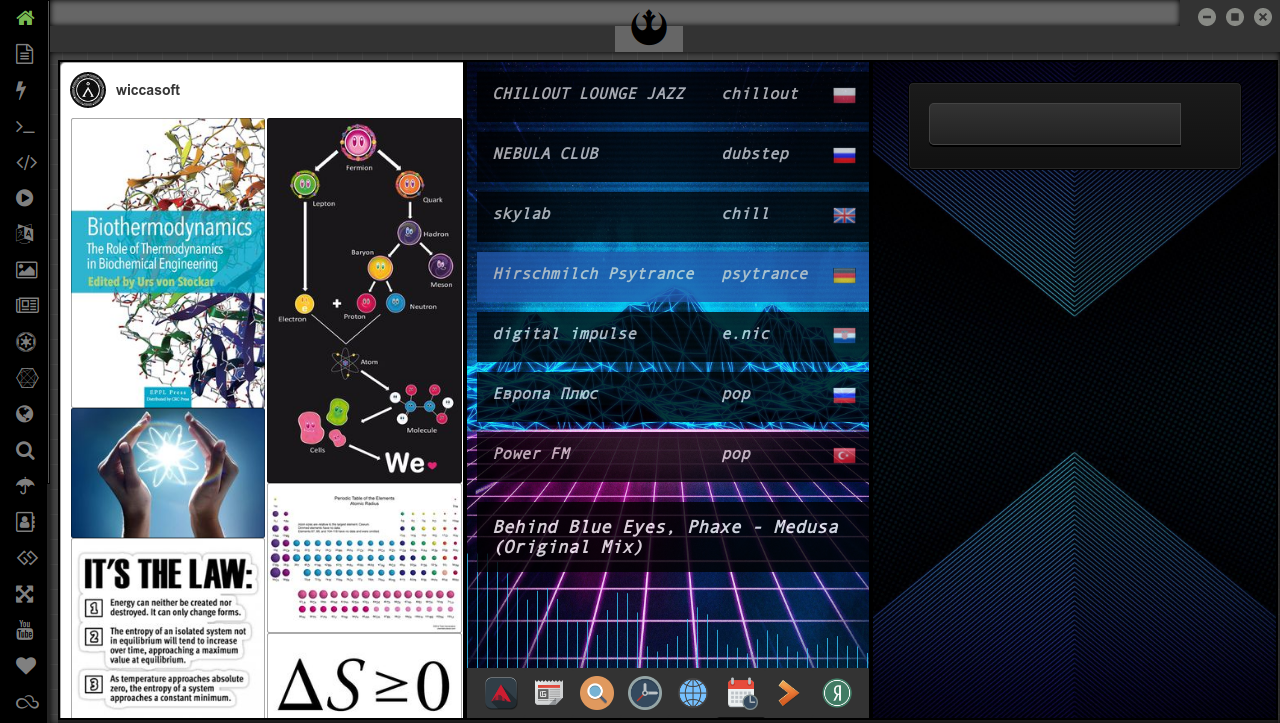 wiccasoft
Biothermodynamics
The Role of Thermodynamics
in Biochemical Engineering
Edited by Urs von Stockar
EPFL Press
Distributed by CRC Press
IT'S THE LAW:
1 Energy can neither be created nor
destroyed. It can only change forms.
2 The entropy of an isolated system not
in equilibrium will tend to increase
over time, approaching a maximum
value at equilibrium.
3 As temperature approaches absolute
zero, the entropy of a system
approaches a constant minimum.
Fermion
Lepton
Quark
Hadron
Baryon
Meson
Electron
+
Proton
Neutron
Atom
Molecule
Cells
We
Periodic Table of the Elements
Atomic Radius
ΔS≥0
CHILLOUT LOUNGE JAZZ chillout
NEBULA CLUB dubstep
skylab chill
Hirschmilch Psytrance psytrance
digital impulse e.nic
Европа Плюс pop
Power FM pop
Behind Blue Eyes, Phaxe - Medusa
(Original Mix)
You
Tube
Я